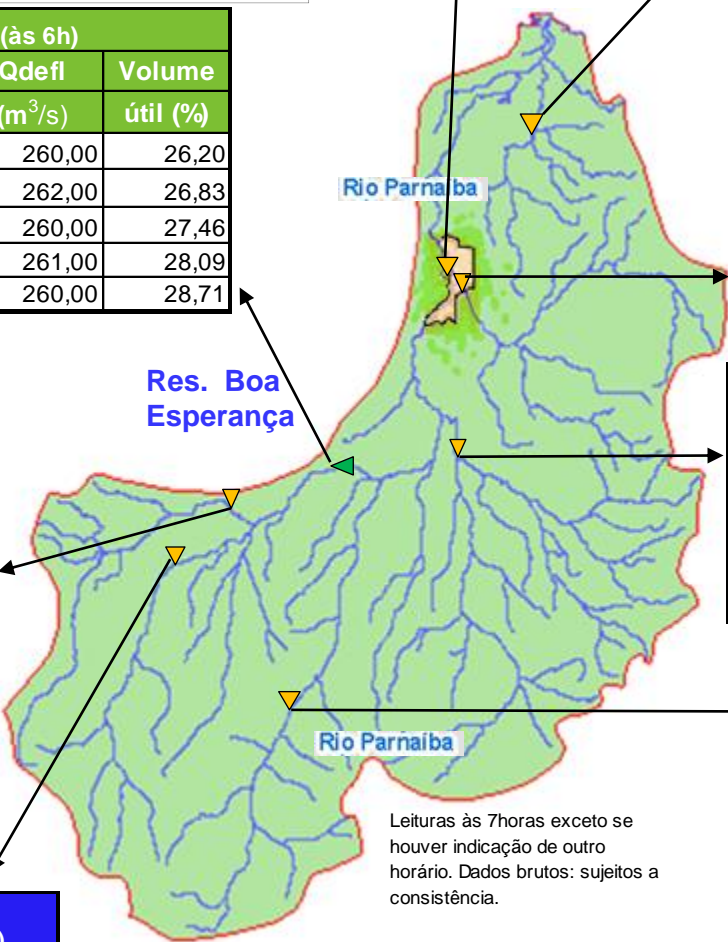 (às 6h)
Qdefl Volume
(m³/s) útil (%)
260,00 26,20
262,00 26,83
260,00 27,46
261,00 28,09
260,00 28,71
Rio Parnaíba
Res. Boa
Esperança
Rio Parnaíba
Leituras às 7horas exceto se
houver indicação de outro
horário. Dados brutos: sujeitos a
consistência.